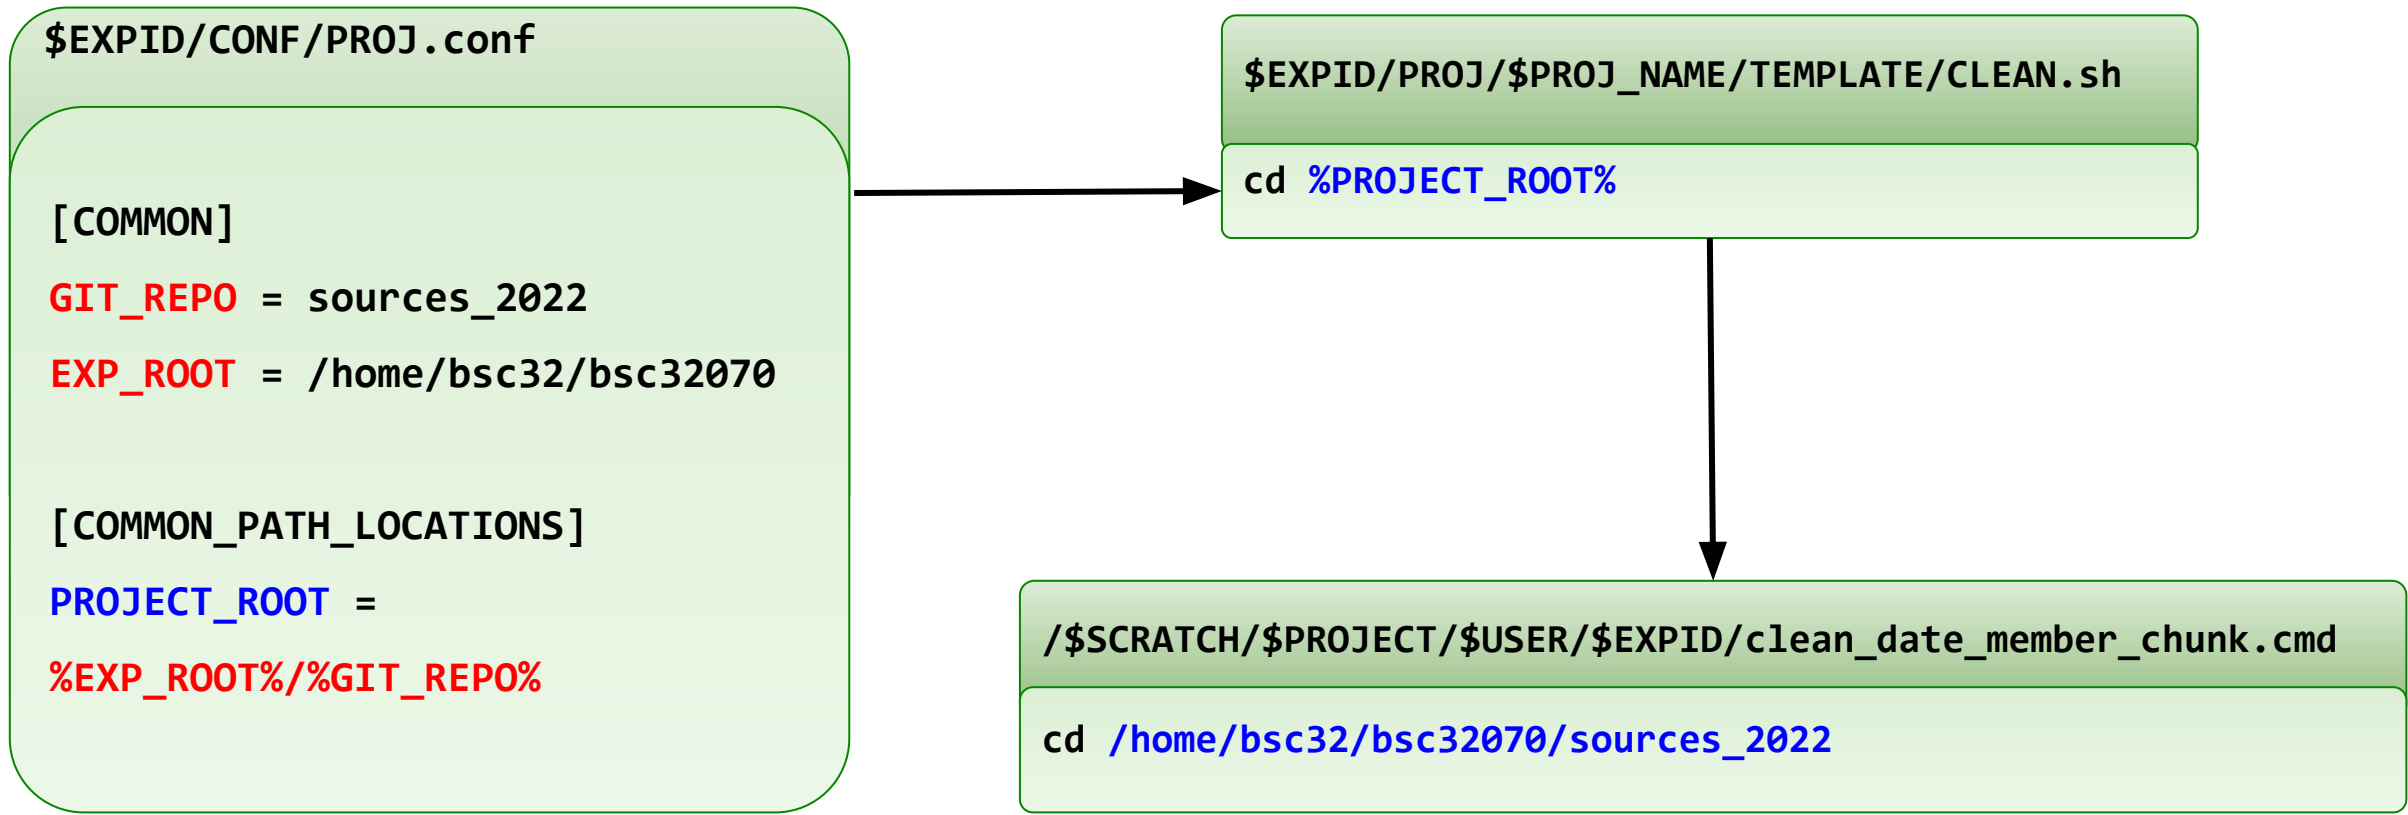 $EXPID/CONF/PROJ.conf
[COMMON]
GIT_REPO = sources_2022
EXP_ROOT = /home/bsc32/bsc32070
[COMMON_PATH_LOCATIONS]
PROJECT_ROOT =
%EXP_ROOT%/%GIT_REPO%
$EXPID/PROJ/$PROJ_NAME/TEMPLATE/CLEAN.sh
cd %PROJECT_ROOT%
/$SCRATCH/$PROJECT/$USER/$EXPID/clean_date_member_chunk.cmd
cd /home/bsc32/bsc32070/sources_2022